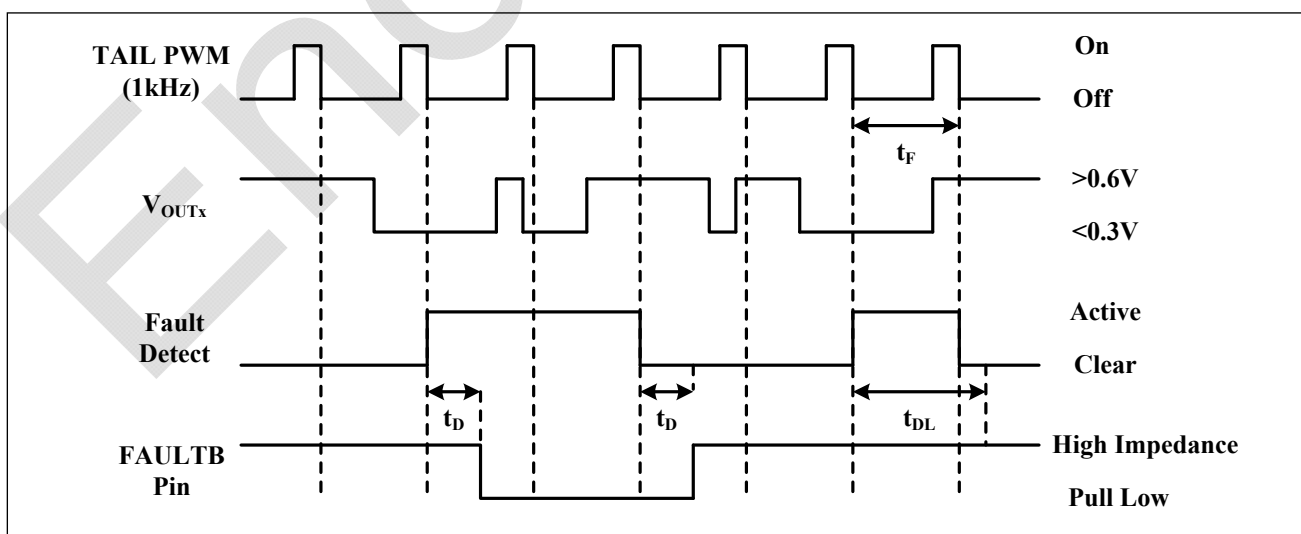 TAIL PWM
(1kHz)
On
Off
tF
VOUTx
>0.6V
<0.3V
Fault
Detect
Active
Clear
tD
tD
tDL
FAULTB
Pin
High Impedance
Pull Low